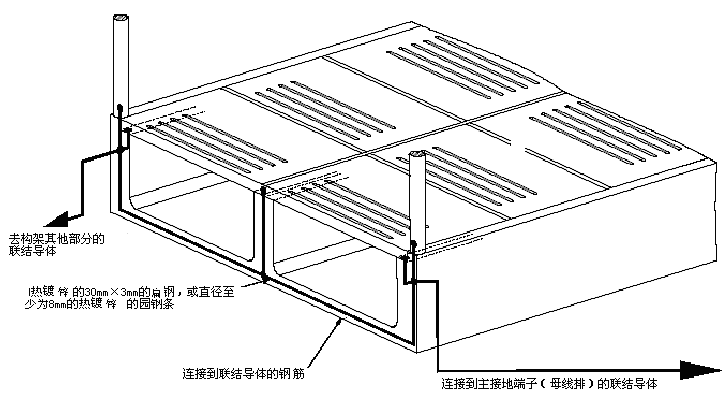 去构架其他部分的
联结导体
热镀锌的30mm×3mm的扁钢，或直径至
少为8mm的热镀锌 的园钢条
连接到联结导体的钢筋
连接到主接地端子(母线排)的联结导体